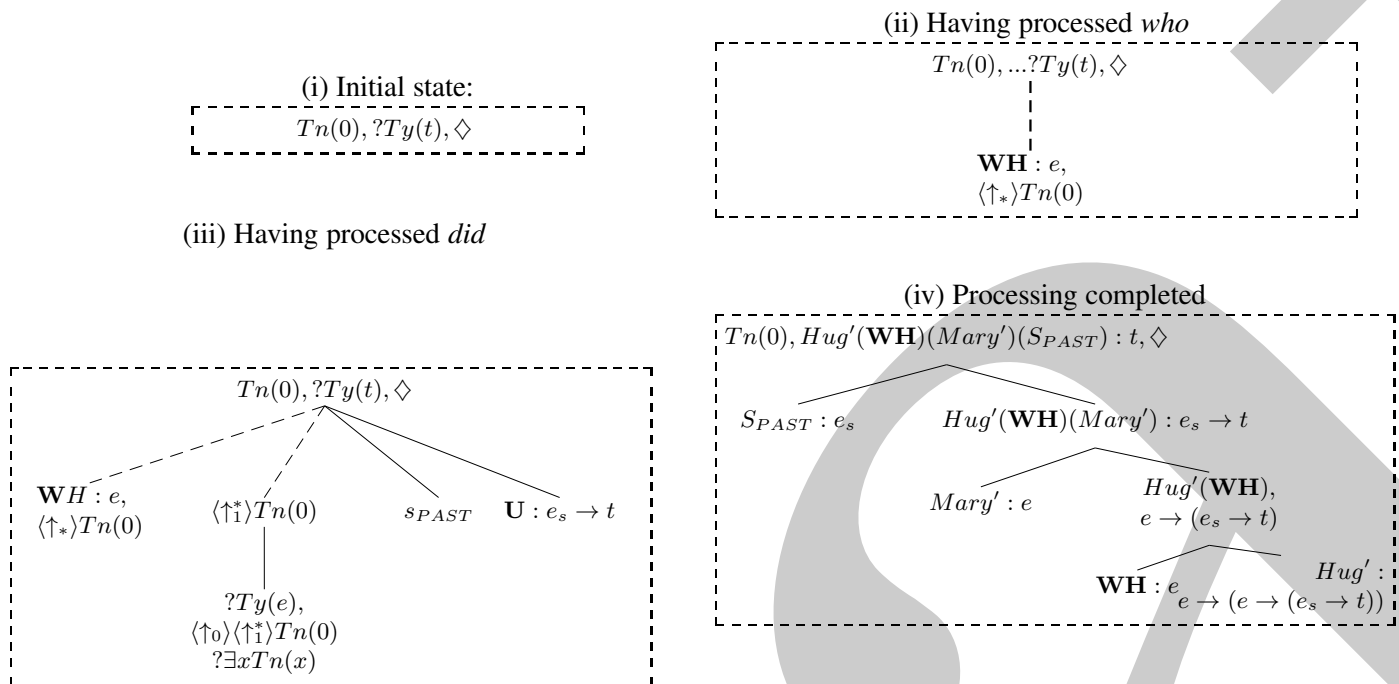 (i) Initial state:
Tn(0), ?Ty(t), ◇
(ii) Having processed who
Tn(0), ...?Ty(t), ◇
WH : e,
⟨↑*⟩Tn(0)
(iii) Having processed did
Tn(0), ?Ty(t), ◇
WH : e,
⟨↑*⟩Tn(0)
⟨↑₁*⟩Tn(0)
s_PAST
U : e_s → t
?Ty(e),
⟨↑₀⟩⟨↑₁*⟩Tn(0)
?∃xTn(x)
(iv) Processing completed
Tn(0), Hug′(WH)(Mary′)(S_PAST) : t, ◇
S_PAST : e_s
Hug′(WH)(Mary′) : e_s → t
Mary′ : e
Hug′(WH),
e → (e_s → t)
WH : e
Hug′ :
e → (e → (e_s → t))